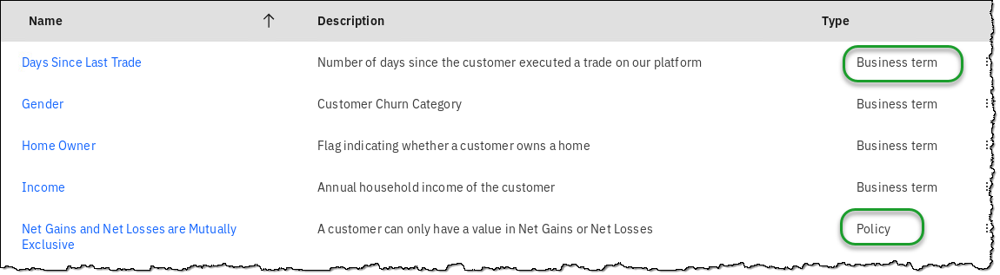 Name Description Type
Days Since Last Trade Number of days since the customer executed a trade on our platform Business term
Gender Customer Churn Category Business term
Home Owner Flag indicating whether a customer owns a home Business term
Income Annual household income of the customer Business term
Net Gains and Net Losses are Mutually A customer can only have a value in Net Gains or Net Losses Policy
Exclusive